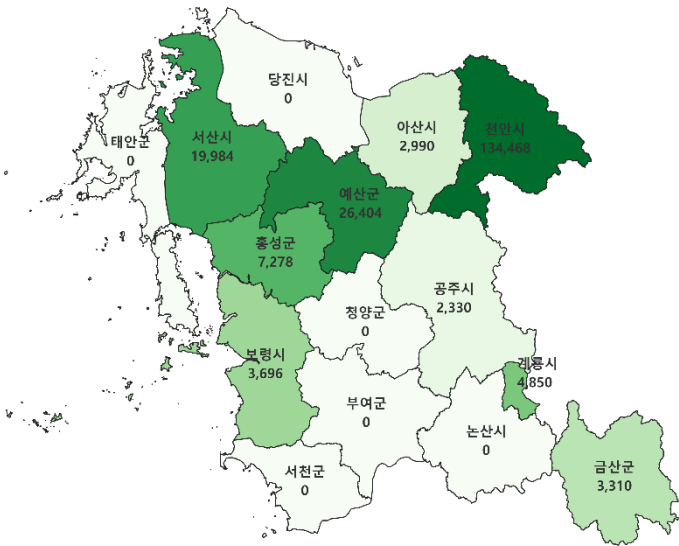 당진시
0
아산시
2,990
천안시
134,468
태안군
0
서산시
19,984
예산군
26,404
홍성군
7,278
공주시
2,330
청양군
0
보령시
3,696
계룡시
4,850
부여군
0
논산시
0
서천군
0
금산군
3,310